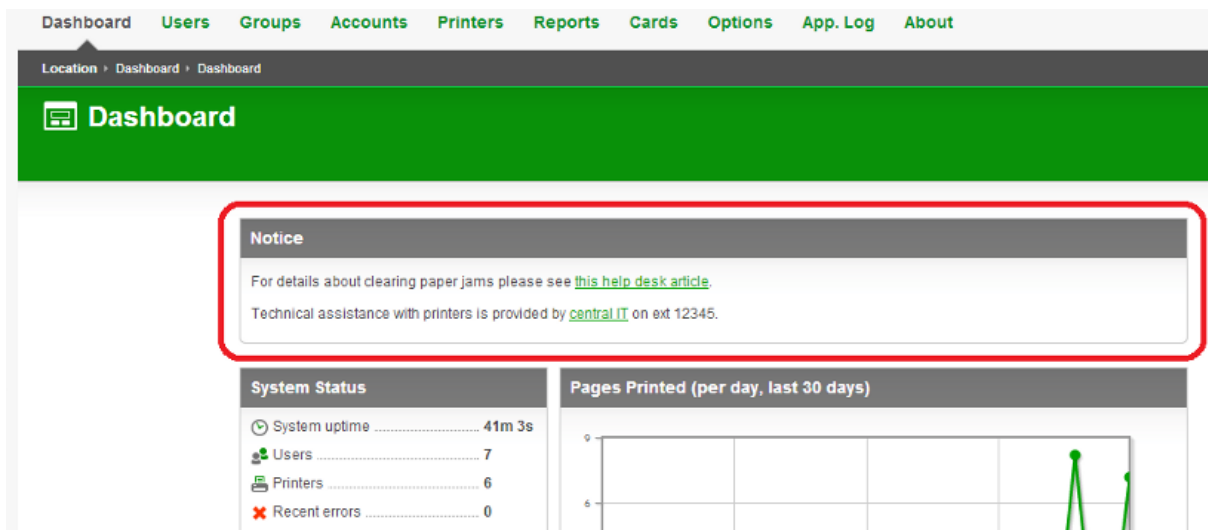 Dashboard Users Groups Accounts Printers Reports Cards Options App. Log About
Location › Dashboard › Dashboard
Dashboard
Notice
For details about clearing paper jams please see this help desk article.
Technical assistance with printers is provided by central IT on ext 12345.
System Status
System uptime ............................ 41m 3s
Users ........................................... 7
Printers ........................................ 6
Recent errors .............................. 0
Pages Printed (per day, last 30 days)
9
6